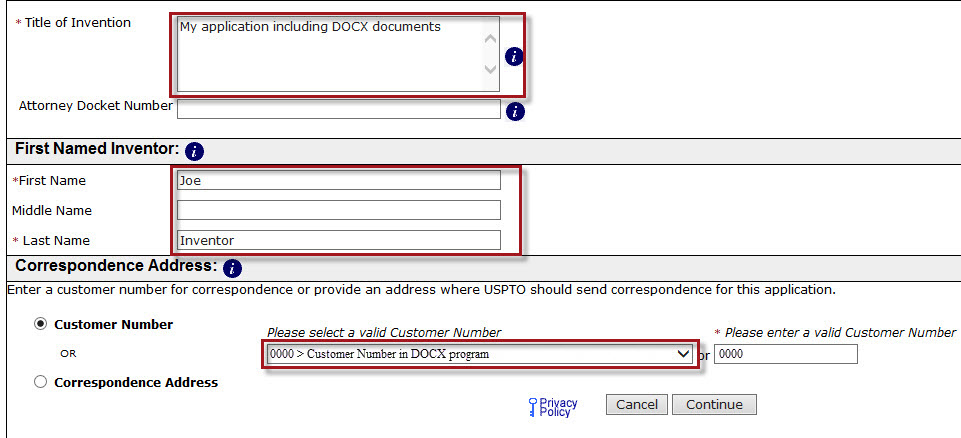 * Title of Invention
My application including DOCX documents
Attorney Docket Number
First Named Inventor:
*First Name
Joe
Middle Name
* Last Name
Inventor
Correspondence Address:
Enter a customer number for correspondence or provide an address where USPTO should send correspondence for this application.
Customer Number
Please select a valid Customer Number
* Please enter a valid Customer Number
OR
0000 > Customer Number in DOCX program
or
0000
Correspondence Address
Privacy
Policy
Cancel
Continue